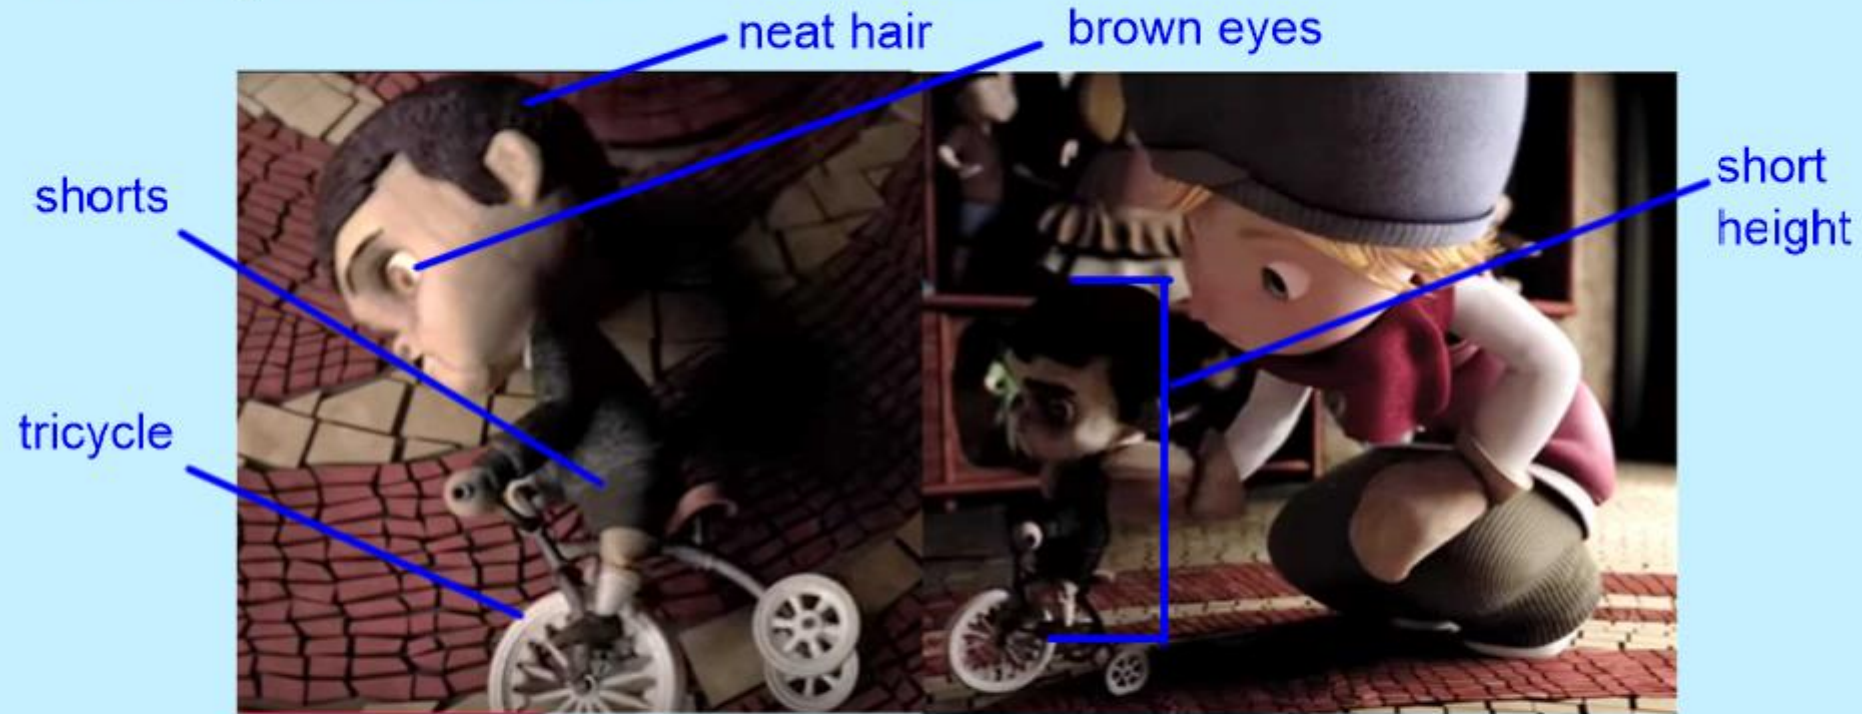 neat hair
brown eyes
shorts
short
height
tricycle